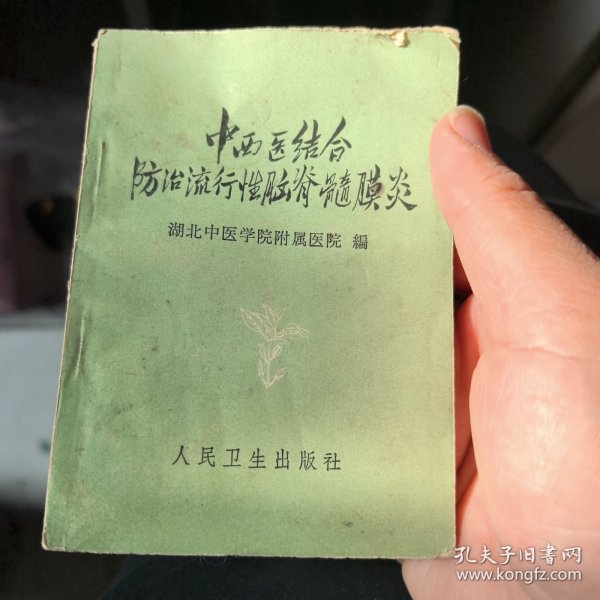 中西医结合
防治流行性脑脊髓膜炎
湖北中医学院附属医院 編
人民卫生出版社
孔夫子旧书网
www.kongfz.com